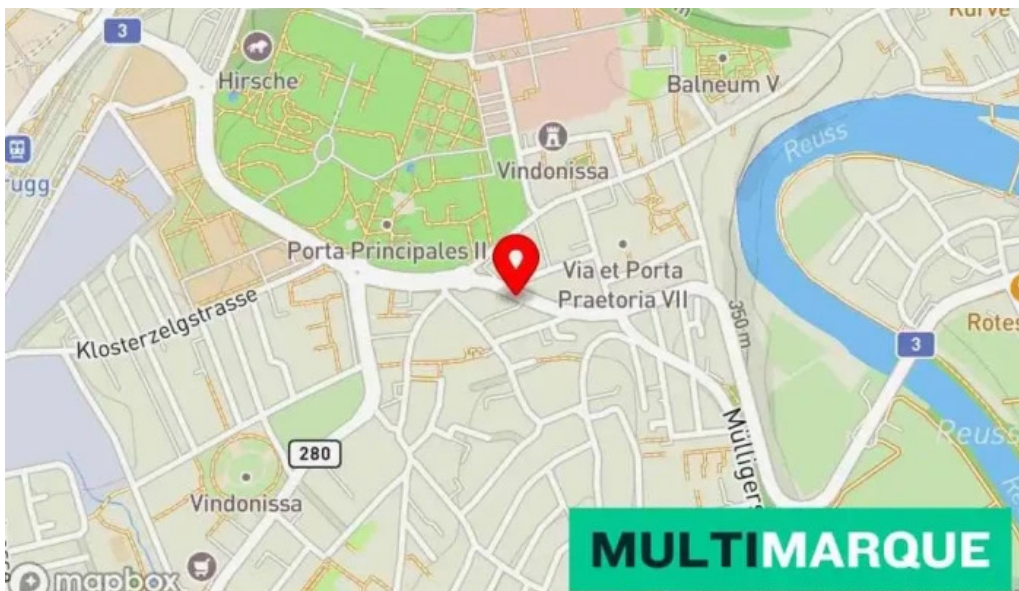 Kurve
3
Hirsche
Balneum V
Reuss
Vindonissa
rugg
Porta Principales II
Via et Porta
Praetoria VII
Klosterzelgstrasse
350 m
3
Rotes
280
Mülligers
Reuss
Vindonissa
MULTIMARQUE
mapbox